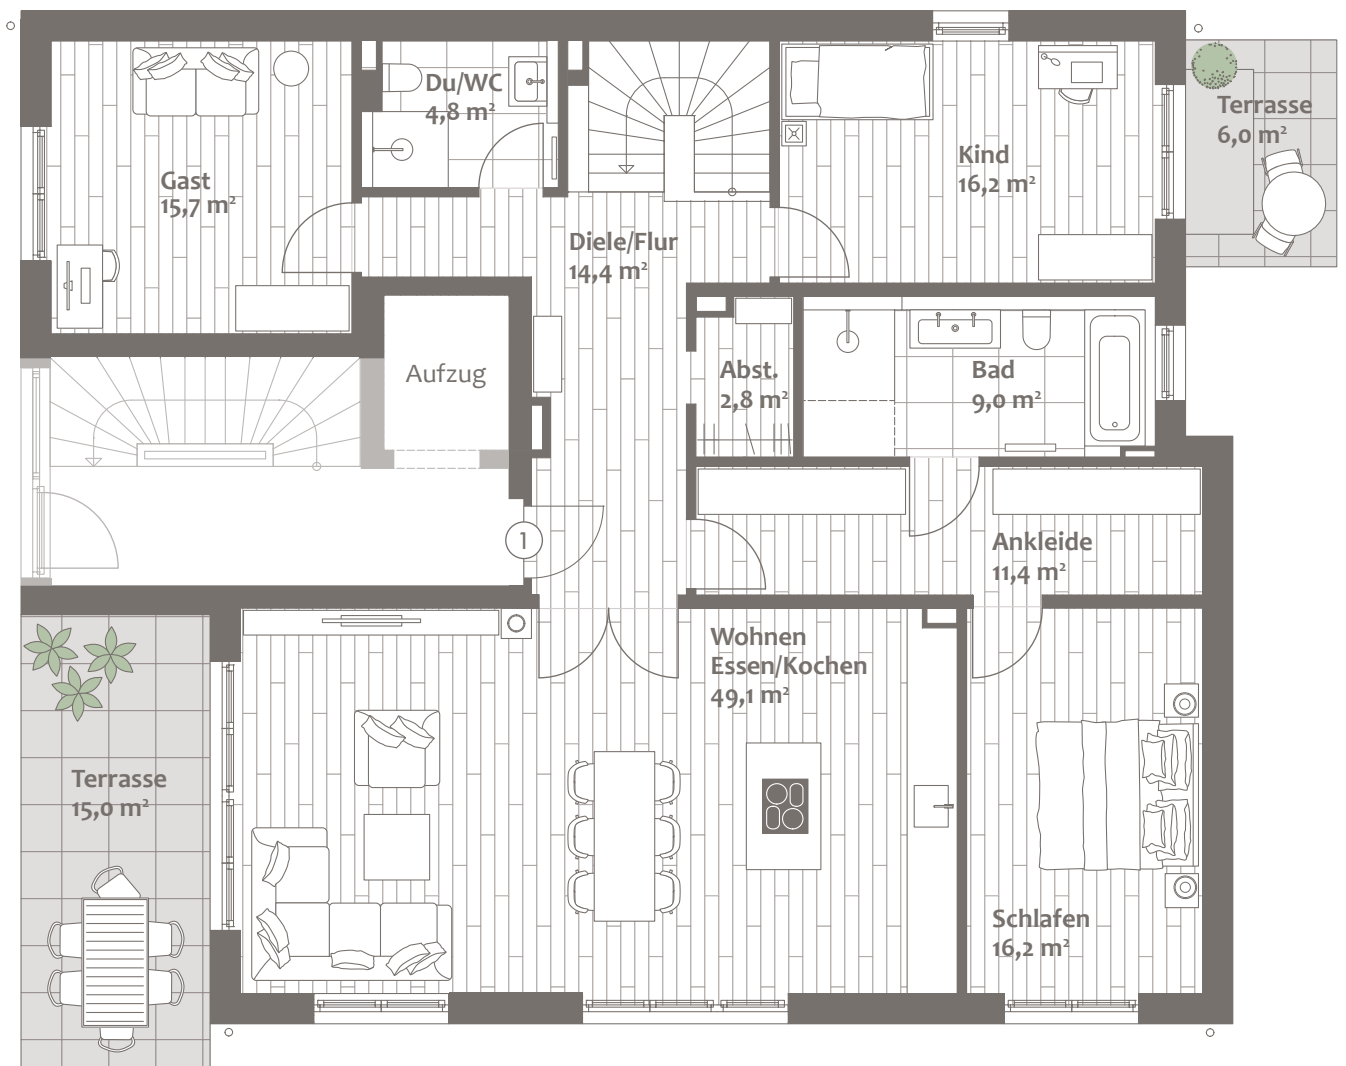 Du/WC
4,8 m²
Terrasse
6,0 m²
Kind
16,2 m²
Gast
15,7 m²
Diele/Flur
14,4 m²
Aufzug
Abst.
2,8 m²
Bad
9,0 m²
1
Ankleide
11,4 m²
Wohnen
Essen/Kochen
49,1 m²
Terrasse
15,0 m²
Schlafen
16,2 m²